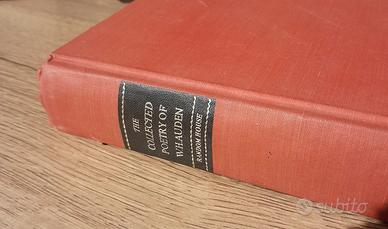 THE
COLLECTED
POETRY OF
W.H.AUDEN
RANDOM HOUSE
subito